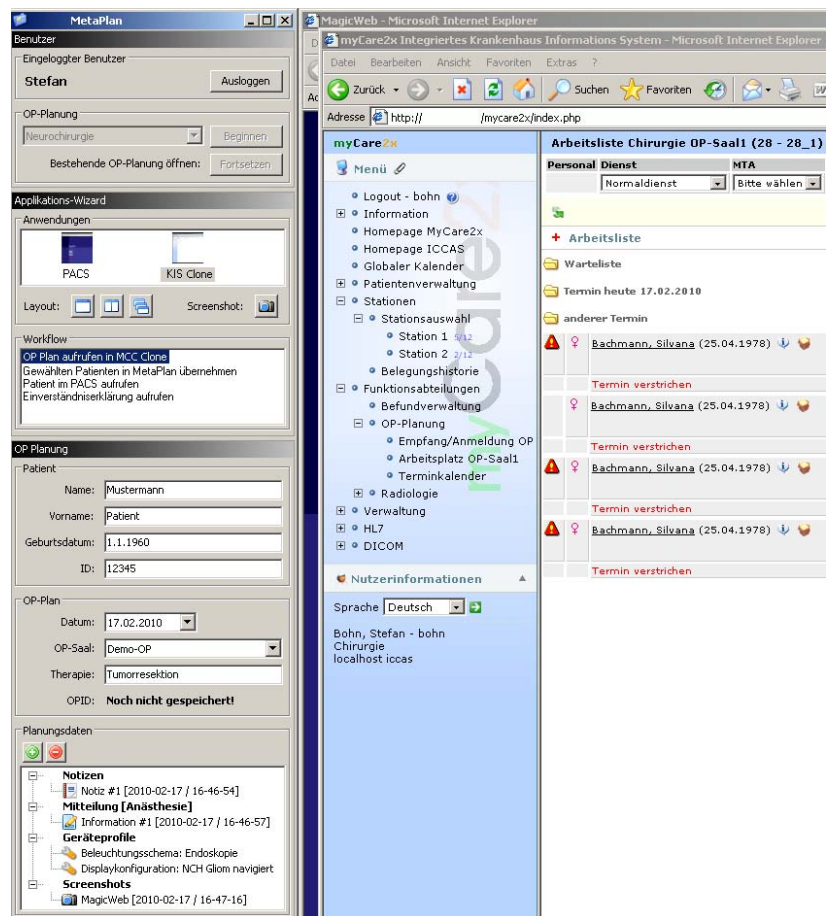 MetaPlan
Benutzer
Eingeloggter Benutzer
Stefan
Ausloggen
OP-Planung
Neurochirurgie
Beginnen
Bestehende OP-Planung öffnen:
Fortsetzen
Applikations-Wizard
Anwendungen
PACS
KIS Clone
Layout:
Screenshot:
Workflow
OP Plan aufrufen in MCC Clone
Gewählten Patienten in MetaPlan übernehmen
Patient im PACS aufrufen
Einverständniserklärung aufrufen
OP Planung
Patient
Name: Mustermann
Vorname: Patient
Geburtsdatum: 1.1.1960
ID: 12345
OP-Plan
Datum: 17.02.2010
OP-Saal: Demo-OP
Therapie: Tumorresektion
OPID: Noch nicht gespeichert!
Planungsdaten
Notizen
Notiz #1 [2010-02-17 / 16-46-54]
Mitteilung [Anästhesie]
Information #1 [2010-02-17 / 16-46-57]
Geräteprofile
Beleuchtungsschema: Endoskopie
Displaykonfiguration: NCH Gliom navigiert
Screenshots
MagicWeb [2010-02-17 / 16-47-16]
MagicWeb - Microsoft Internet Explorer
myCare2x Integriertes Krankenhaus Informations System - Microsoft Internet Explorer
Datei Bearbeiten Ansicht Favoriten Extras ?
Zurück Suchen Favoriten
Adresse http:// /mycare2x/index.php
myCare2x
Menü
Logout - bohn
Information
Homepage MyCare2x
Homepage ICCAS
Globaler Kalender
Patientenverwaltung
Stationen
Stationsauswahl
Station 1 5/12
Station 2 2/12
Belegungshistorie
Funktionsabteilungen
Befundverwaltung
OP-Planung
Empfang/Anmeldung OP
Arbeitsplatz OP-Saal1
Terminkalender
Radiologie
Verwaltung
HL7
DICOM
myCare2x
Nutzerinformationen
Sprache Deutsch
Bohn, Stefan - bohn
Chirurgie
localhost iccas
Arbeitsliste Chirurgie OP-Saal1 (28 - 28_1)
Personal Dienst MTA
Normaldienst Bitte wählen
Arbeitsliste
Warteliste
Termin heute 17.02.2010
anderer Termin
Bachmann, Silvana (25.04.1978)
Termin verstrichen
Bachmann, Silvana (25.04.1978)
Termin verstrichen
Bachmann, Silvana (25.04.1978)
Termin verstrichen
Bachmann, Silvana (25.04.1978)
Termin verstrichen